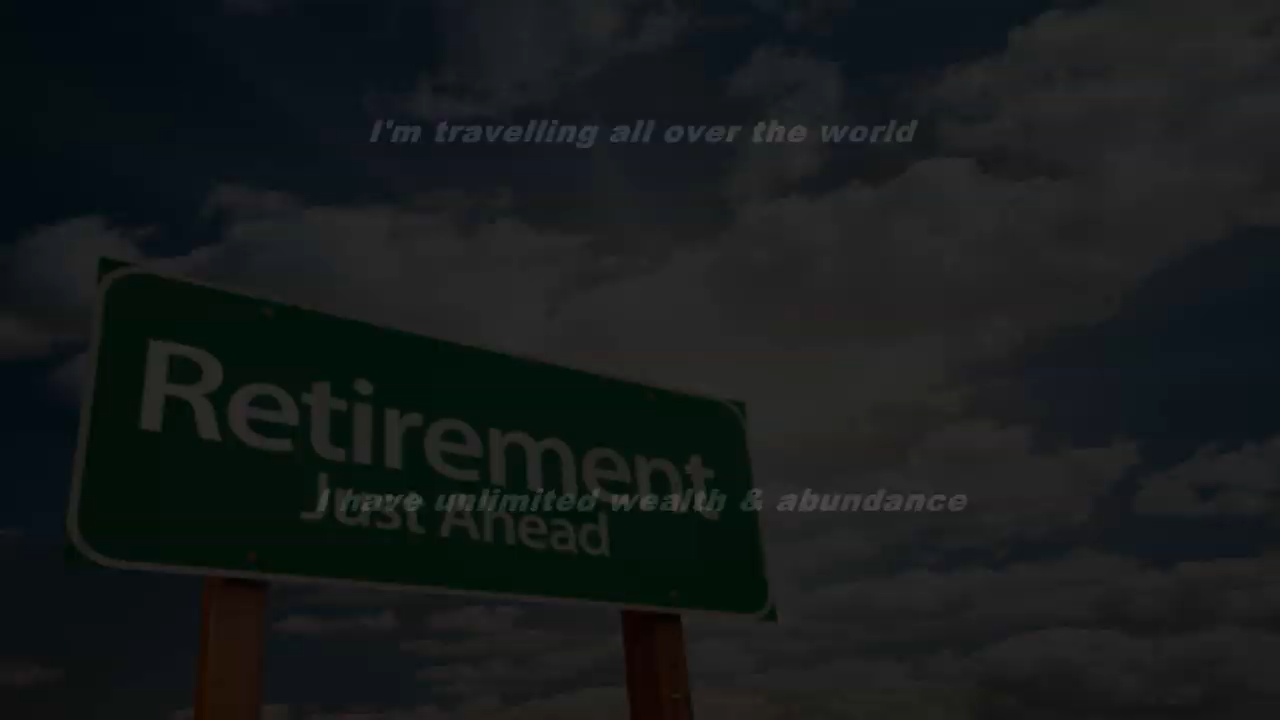 I'm travelling all over the world
Retirement
Just Ahead
I have unlimited wealth & abundance